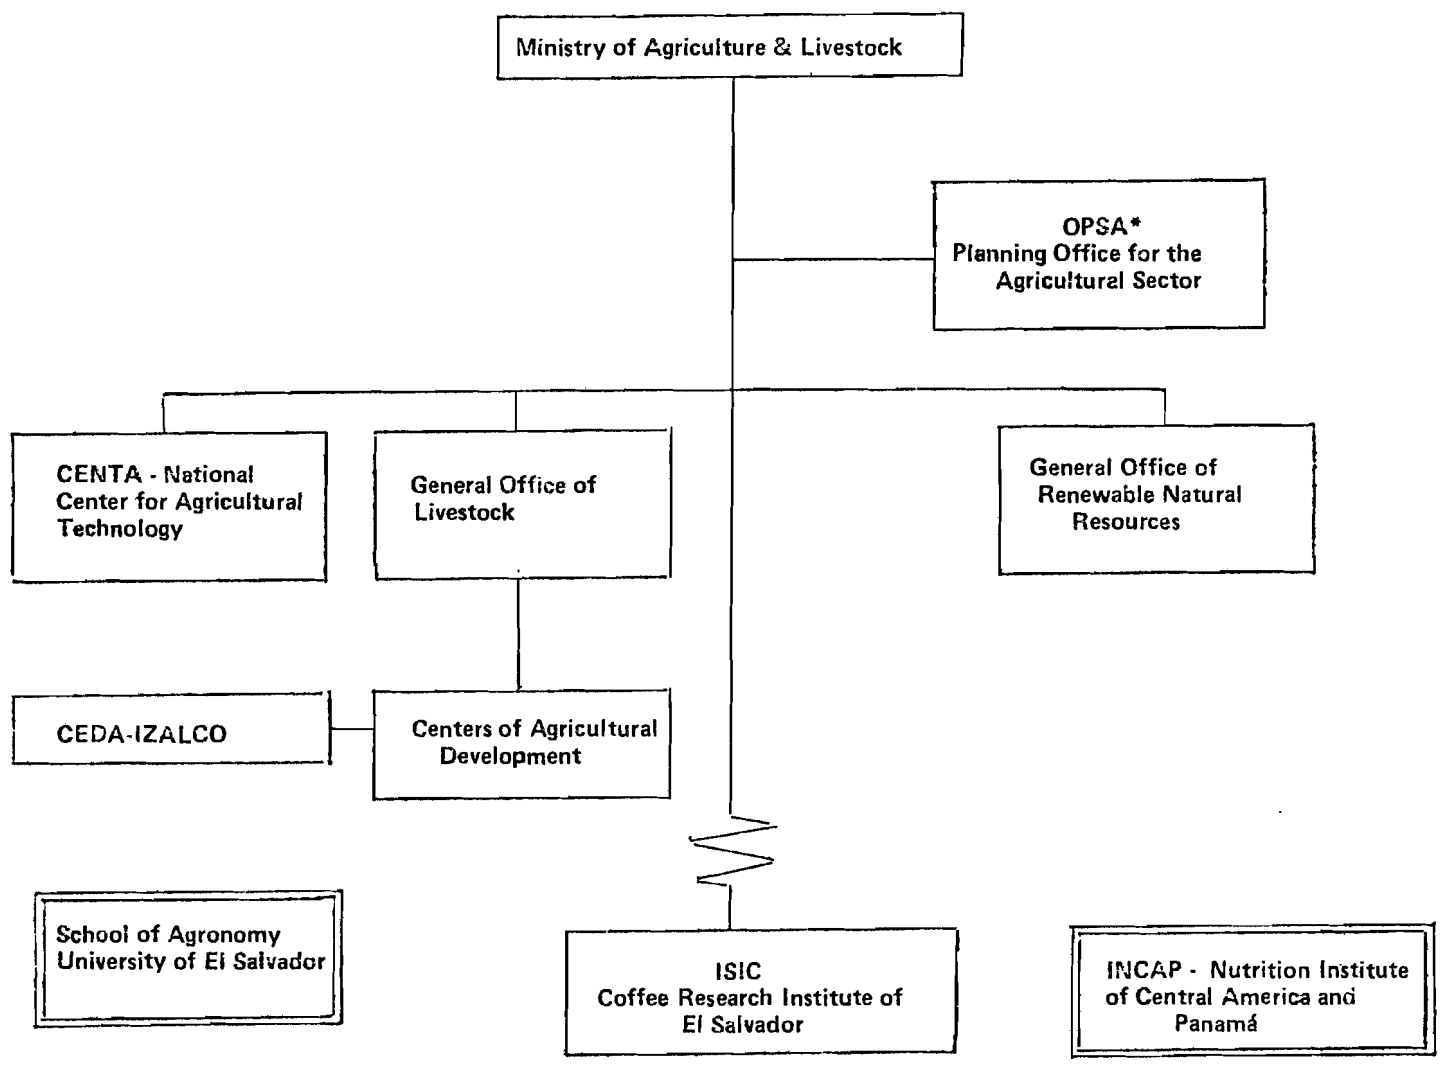 Ministry of Agriculture & Livestock
OPSA*
Planning Office for the
Agricultural Sector
CENTA - National
Center for Agricultural
Technology
General Office of
Livestock
General Office of
Renewable Natural
Resources
CEDA-IZALCO
Centers of Agricultural
Development
School of Agronomy
University of El Salvador
ISIC
Coffee Research Institute of
El Salvador
INCAP - Nutrition Institute
of Central America and
Panamá